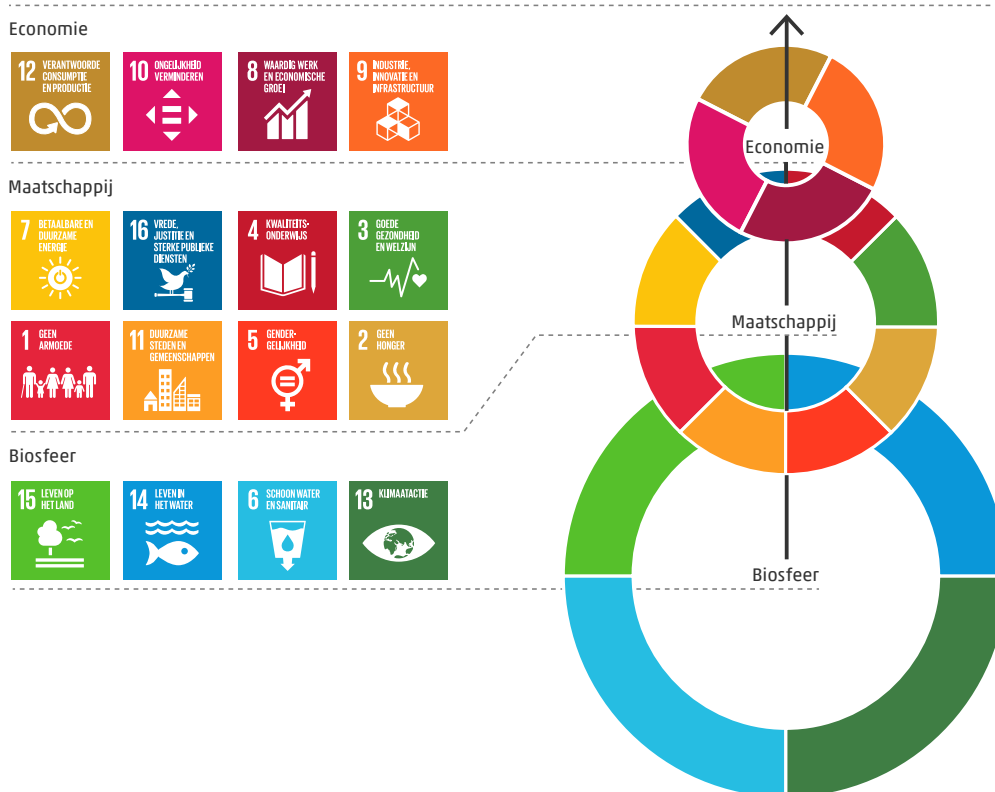 Economie
12 VERANTWOORDE
CONSUMPTIE
EN PRODUCTIE
10 ONGELIJKHEID
VERMINDEREN
8 WAARDIG WERK
EN ECONOMISCHE
GROEI
9 INDUSTRIE,
INNOVATIE EN
INFRASTRUCTUUR
Maatschappij
7 BETAALBARE EN
DUURZAME
ENERGIE
16 VREDE,
JUSTITIE EN
STERKE PUBLIEKE
DIENSTEN
4 KWALITEITS-
ONDERWIJS
3 GOEDE
GEZONDHEID
EN WELZIJN
1 GEEN
ARMOEDE
11 DUURZAME
STEDEN EN
GEMEENSCHAPPEN
5 GENDER-
GELIJKHEID
2 GEEN
HONGER
Biosfeer
15 LEVEN OP
HET LAND
14 LEVEN IN
HET WATER
6 SCHOON WATER
EN SANITAIR
13 KLIMAATACTIE
Economie
Maatschappij
Biosfeer